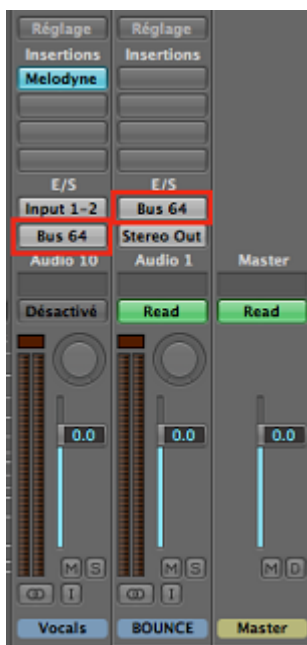 Réglage Réglage
Insertions Insertions
Melodyne
E/S E/S
Input 1-2 Bus 64
Bus 64 Stereo Out
Audio 10 Audio 1 Master
Désactivé Read Read
0.0 0.0 0.0
M S M S M D
I I
Vocals BOUNCE Master